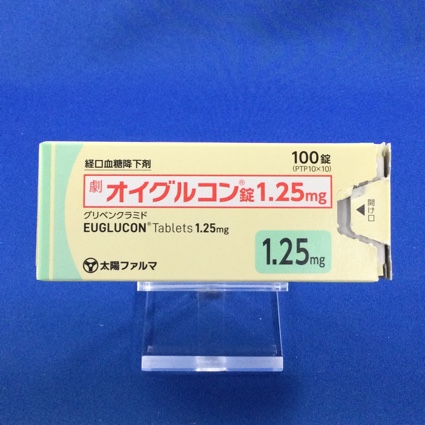 経口血糖降下剤
100錠
(PTP10×10)
劇 オイグルコン®錠1.25mg
グリベンクラミド
EUGLUCON® Tablets 1.25mg
1.25mg
太陽ファルマ
開け口